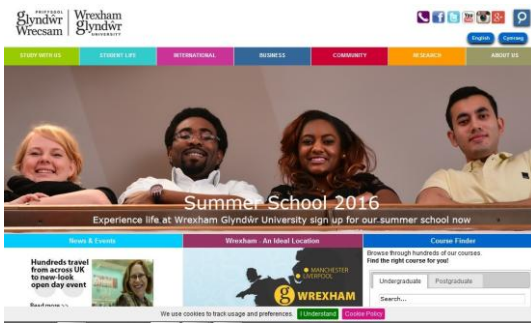 PRIFYSGOL
glyndŵr
Wrecsam
Wrexham
glyndŵr
UNIVERSITY
English
Cymraeg
STUDY WITH US
STUDENT LIFE
INTERNATIONAL
BUSINESS
COMMUNITY
RESEARCH
ABOUT US
Summer School 2016
Experience life at Wrexham Glyndŵr University sign up for our summer school now
News & Events
Hundreds travel
from across UK
to new-look
open day event
Read more >>
Wrexham - An Ideal Location
MANCHESTER
LIVERPOOL
WREXHAM
Course Finder
Browse through hundreds of our courses.
Find the right course for you!
Undergraduate
Postgraduate
Search...
We use cookies to track usage and preferences.
I Understand
Cookie Policy